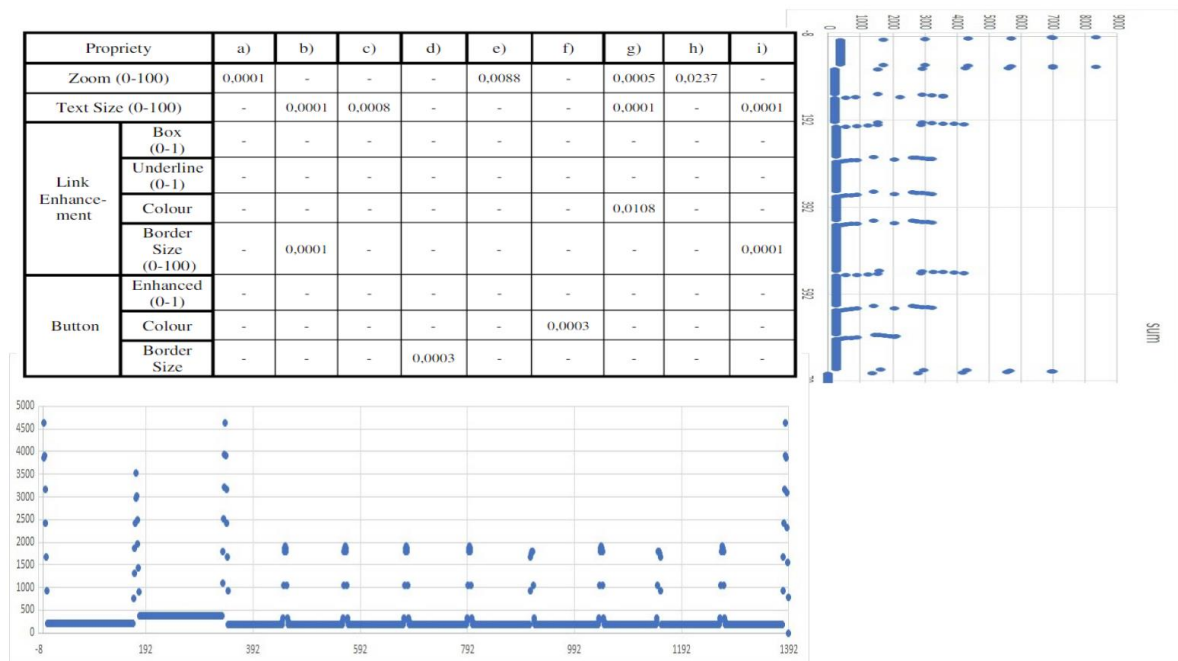 Propriety a) b) c) d) e) f) g) h) i)
Zoom (0-100) 0,0001 - - - 0,0088 - 0,0005 0,0237 -
Text Size (0-100) - 0,0001 0,0008 - - - 0,0001 - 0,0001
Link
Enhance-
ment
Box
(0-1) - - - - - - - - -
Underline
(0-1) - - - - - - - - -
Colour - - - - - - 0,0108 - -
Border
Size
(0-100) - 0,0001 - - - - - - 0,0001
Button
Enhanced
(0-1) - - - - - - - - -
Colour - - - - - 0,0003 - - -
Border
Size - - - 0,0003 - - - - -
0 1000 2000 3000 4000 5000 6000 7000 8000 9000
-8
192
392
592
sum
5000
4500
4000
3500
3000
2500
2000
1500
1000
500
0
-8 192 392 592 792 992 1192 1392